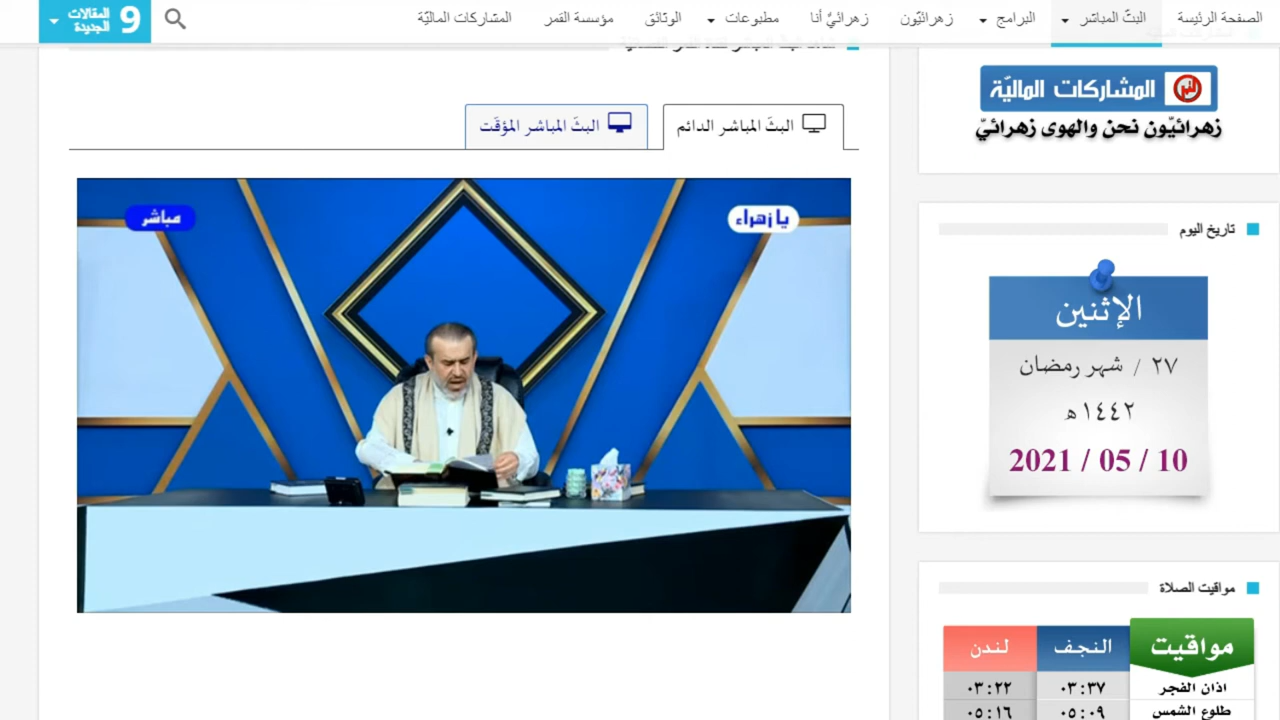 الصفحة الرئيسة
البثّ المباشر
البرامج
زهرائيّون
زهرائيٌّ أنا
مطبوعات
الوثائق
مؤسسة القمر
المشاركات الماليّة
9 المقالات الجديدة
المشاركات الماليّة
زهرائيّون نحن والهوى زهرائيّ
البثّ المباشر الدائم
البثّ المباشر المؤقّت
يا زهراء
مباشر
تاريخ اليوم
الإثنين
٢٧ / شهر رمضان
١٤٤٢هـ
2021 / 05 / 10
مواقيت الصلاة
مواقيت النجف لندن
اذان الفجر ٠٣:٣٧ ٠٣:٢٢
طلوع الشمس ٠٥:٠٩ ٠٥:١٦